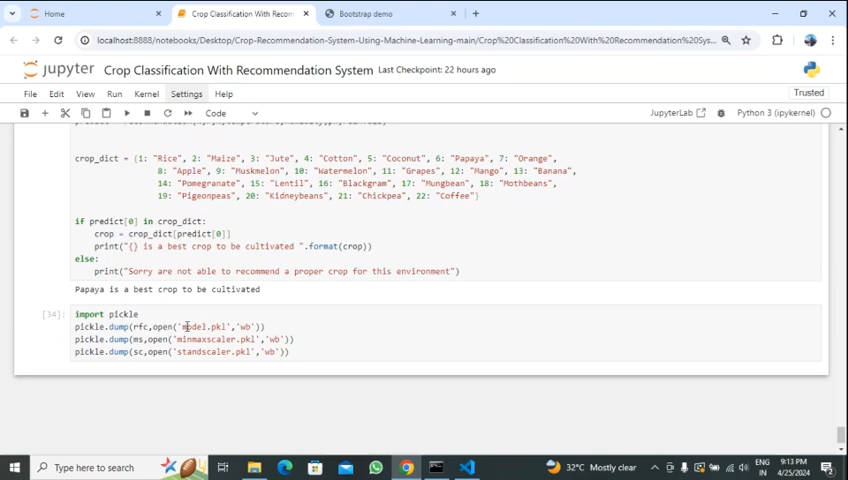 Home
Crop Classification With Recom
Bootstrap demo
localhost:8888/notebooks/Desktop/Crop-Recommendation-System-Using-Machine-Learning-main/Crop%20Classification%20With%20Recommendation%20Sys...
jupyter Crop Classification With Recommendation System Last Checkpoint: 22 hours ago
File Edit View Run Kernel Settings Help Trusted
Code JupyterLab Python 3 (ipykernel)
crop_dict = {1: "Rice", 2: "Maize", 3: "Jute", 4: "Cotton", 5: "Coconut", 6: "Papaya", 7: "Orange",
8: "Apple", 9: "Muskmelon", 10: "Watermelon", 11: "Grapes", 12: "Mango", 13: "Banana",
14: "Pomegranate", 15: "Lentil", 16: "Blackgram", 17: "Mungbean", 18: "Mothbeans",
19: "Pigeonpeas", 20: "Kidneybeans", 21: "Chickpea", 22: "Coffee"}
if predict[0] in crop_dict:
crop = crop_dict[predict[0]]
print("{} is a best crop to be cultivated ".format(crop))
else:
print("Sorry are not able to recommend a proper crop for this environment")
Papaya is a best crop to be cultivated
[34]: import pickle
pickle.dump(rfc,open('model.pkl','wb'))
pickle.dump(ms,open('minmaxscaler.pkl','wb'))
pickle.dump(sc,open('standscaler.pkl','wb'))
Type here to search
32°C Mostly clear
ENG
IN
9:13 PM
4/25/2024
2